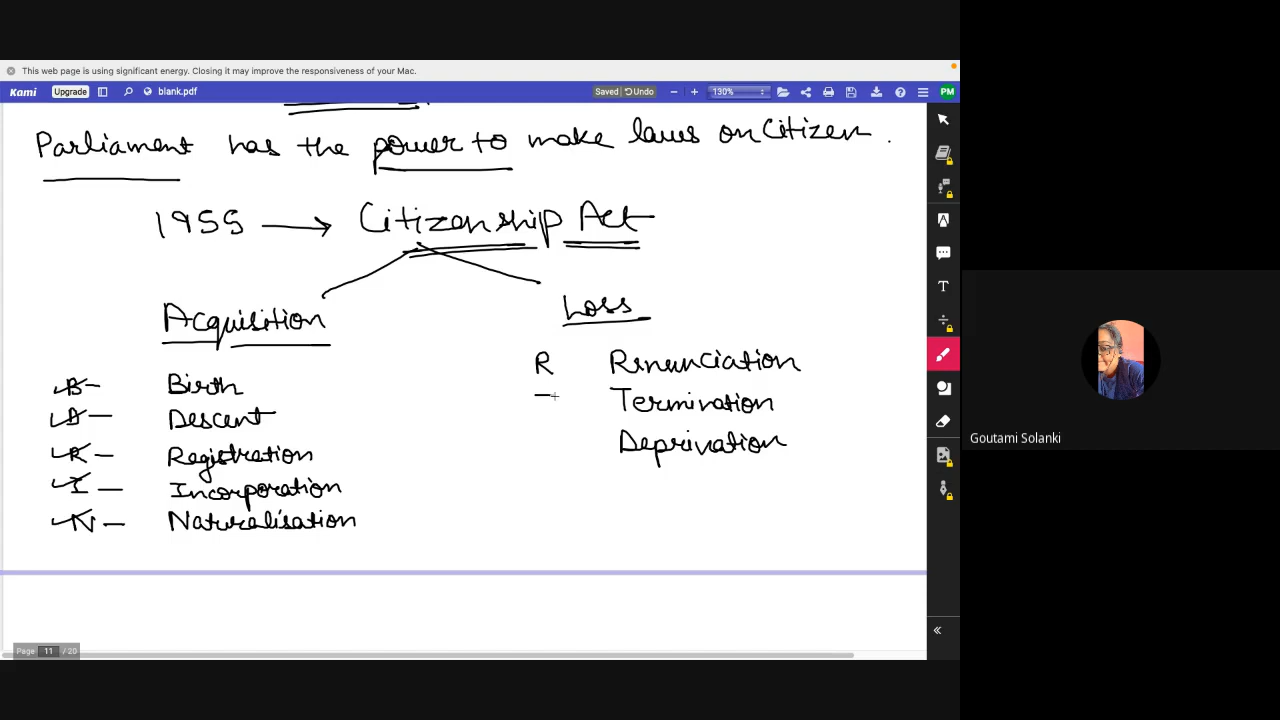 This web page is using significant energy. Closing it may improve the responsiveness of your Mac.
Kami Upgrade blank.pdf Saved Undo 130% PM
Parliament has the power to make laws on Citizen.
1955 → Citizenship Act
Acquisition
Loss
B - Birth
D - Descent
R - Registration
I - Incorporation
N - Naturalisation
R Renunciation
Termination
Deprivation
Goutami Solanki
Page 11 / 20